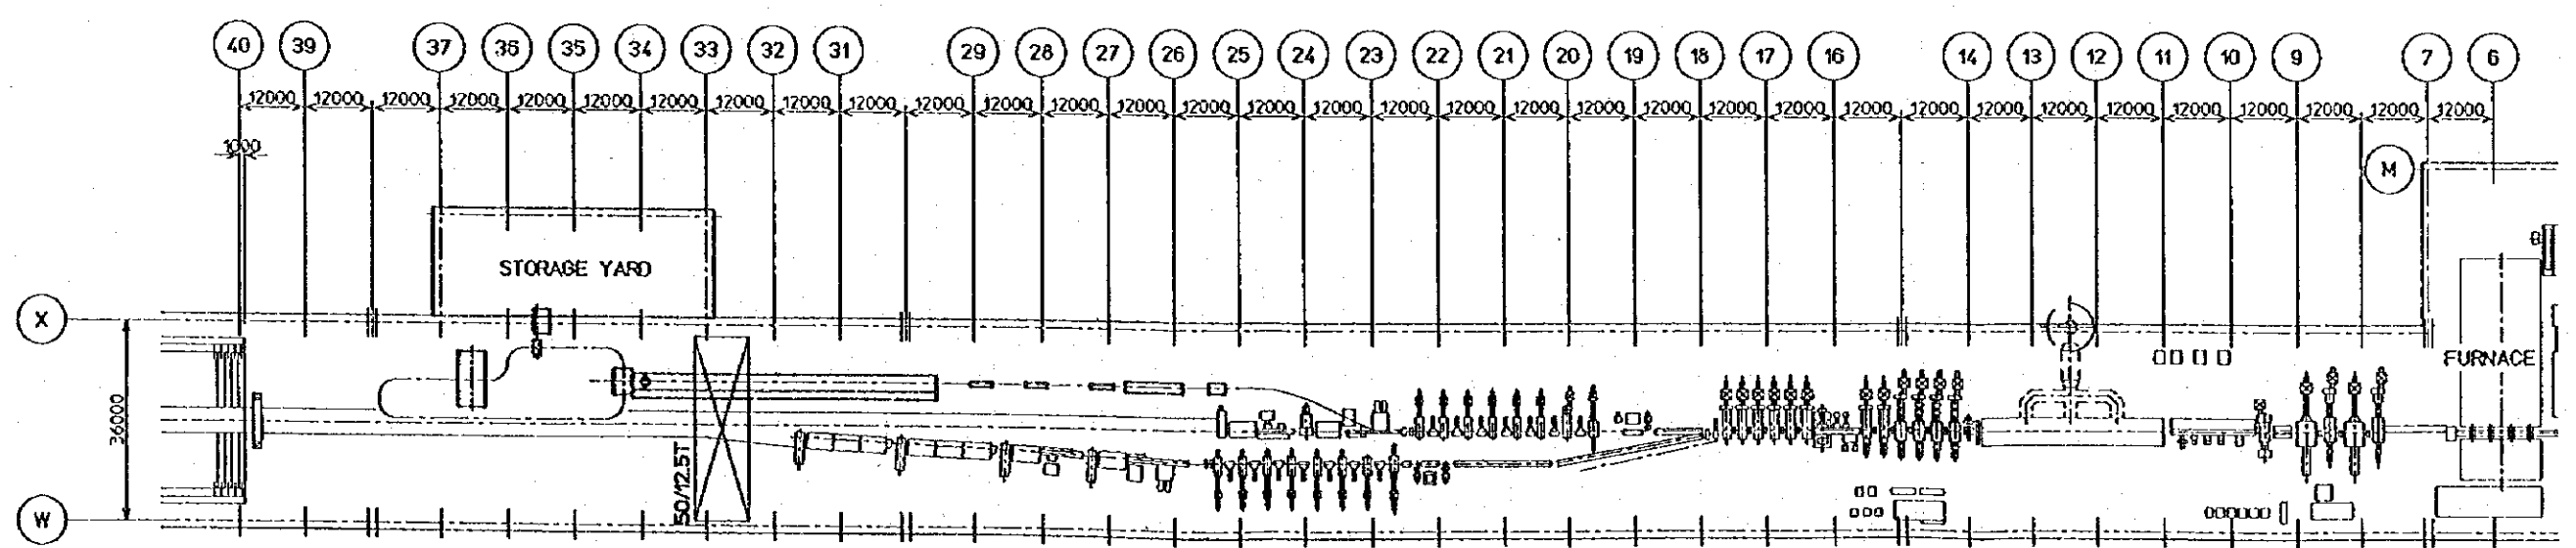 40 39 37 36 35 34 33 32 31 29 28 27 26 25 24 23 22 21 20 19 18 17 16 14 13 12 11 10 9 7 6
12000 12000 12000 12000 12000 12000 12000 12000 12000 12000 12000 12000 12000 12000 12000 12000 12000 12000 12000 12000 12000 12000 12000 12000 12000 12000 12000 12000 12000 12000 12000 12000 12000 12000
1000
M
STORAGE YARD
X
FURNACE
36000
50/12.5T
W